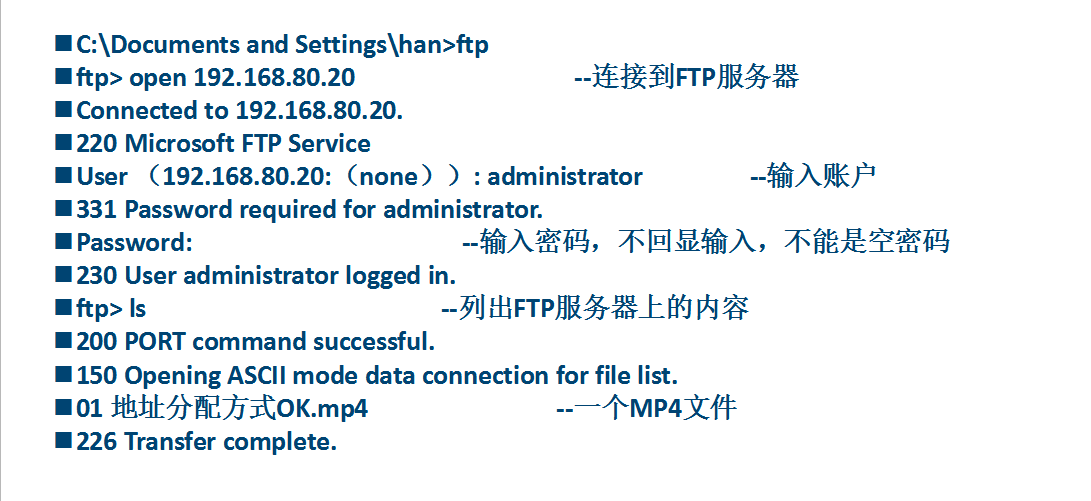 ■C:\Documents and Settings\han>ftp
■ftp> open 192.168.80.20 --连接到FTP服务器
■Connected to 192.168.80.20.
■220 Microsoft FTP Service
■User （192.168.80.20:（none））: administrator --输入账户
■331 Password required for administrator.
■Password: --输入密码，不回显输入，不能是空密码
■230 User administrator logged in.
■ftp> ls --列出FTP服务器上的内容
■200 PORT command successful.
■150 Opening ASCII mode data connection for file list.
■01 地址分配方式OK.mp4 --一个MP4文件
■226 Transfer complete.